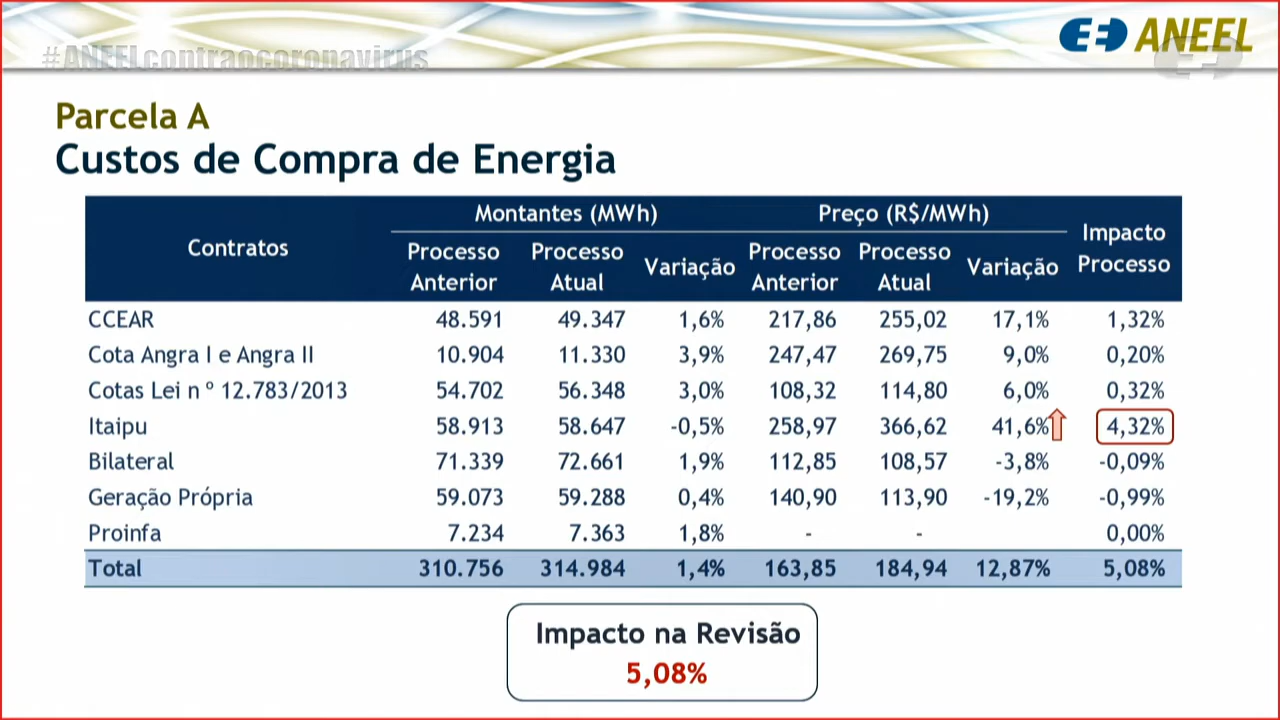 #ANEELcontraocoronavirus
ANEEL
Parcela A
Custos de Compra de Energia
Contratos Montantes (MWh) Preço (R$/MWh) Impacto Processo
Processo Anterior Processo Atual Variação Processo Anterior Processo Atual Variação
CCEAR 48.591 49.347 1,6% 217,86 255,02 17,1% 1,32%
Cota Angra I e Angra II 10.904 11.330 3,9% 247,47 269,75 9,0% 0,20%
Cotas Lei n º 12.783/2013 54.702 56.348 3,0% 108,32 114,80 6,0% 0,32%
Itaipu 58.913 58.647 -0,5% 258,97 366,62 41,6% 4,32%
Bilateral 71.339 72.661 1,9% 112,85 108,57 -3,8% -0,09%
Geração Própria 59.073 59.288 0,4% 140,90 113,90 -19,2% -0,99%
Proinfa 7.234 7.363 1,8% - - 0,00%
Total 310.756 314.984 1,4% 163,85 184,94 12,87% 5,08%
Impacto na Revisão
5,08%